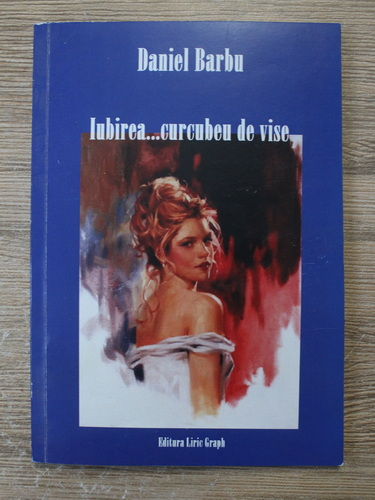 Daniel Barbu
Iubirea...curcubeu de vise
Editura Liric Graph